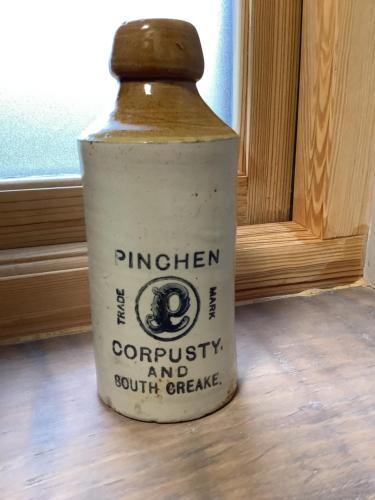 PINCHEN
TRADE P MARK
CORPUSTY.
AND
SOUTH CREAKE.